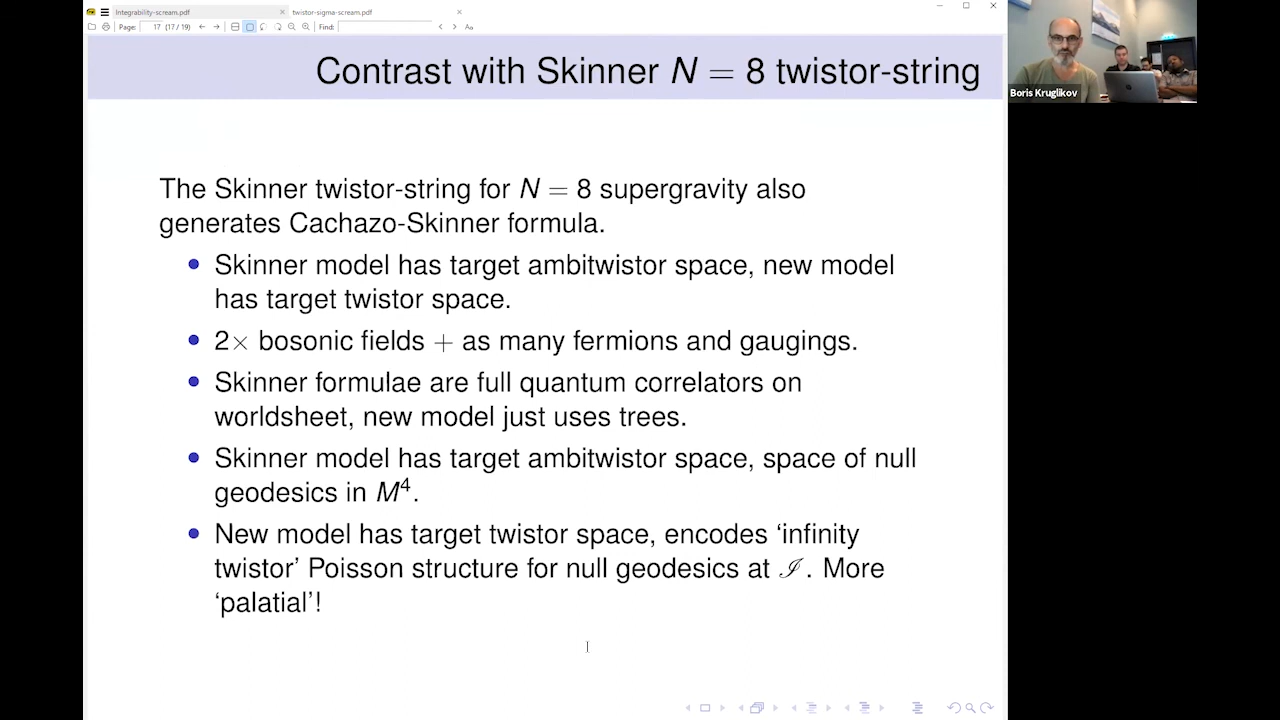 Integrability-scream.pdf
twistor-sigma-scream.pdf
Page: 17 (17 / 19) Find:
Contrast with Skinner N = 8 twistor-string
Boris Kruglikov
The Skinner twistor-string for N = 8 supergravity also
generates Cachazo-Skinner formula.
• Skinner model has target ambitwistor space, new model
has target twistor space.
• 2× bosonic fields + as many fermions and gaugings.
• Skinner formulae are full quantum correlators on
worldsheet, new model just uses trees.
• Skinner model has target ambitwistor space, space of null
geodesics in M⁴.
• New model has target twistor space, encodes ‘infinity
twistor’ Poisson structure for null geodesics at ℐ. More
‘palatial’!